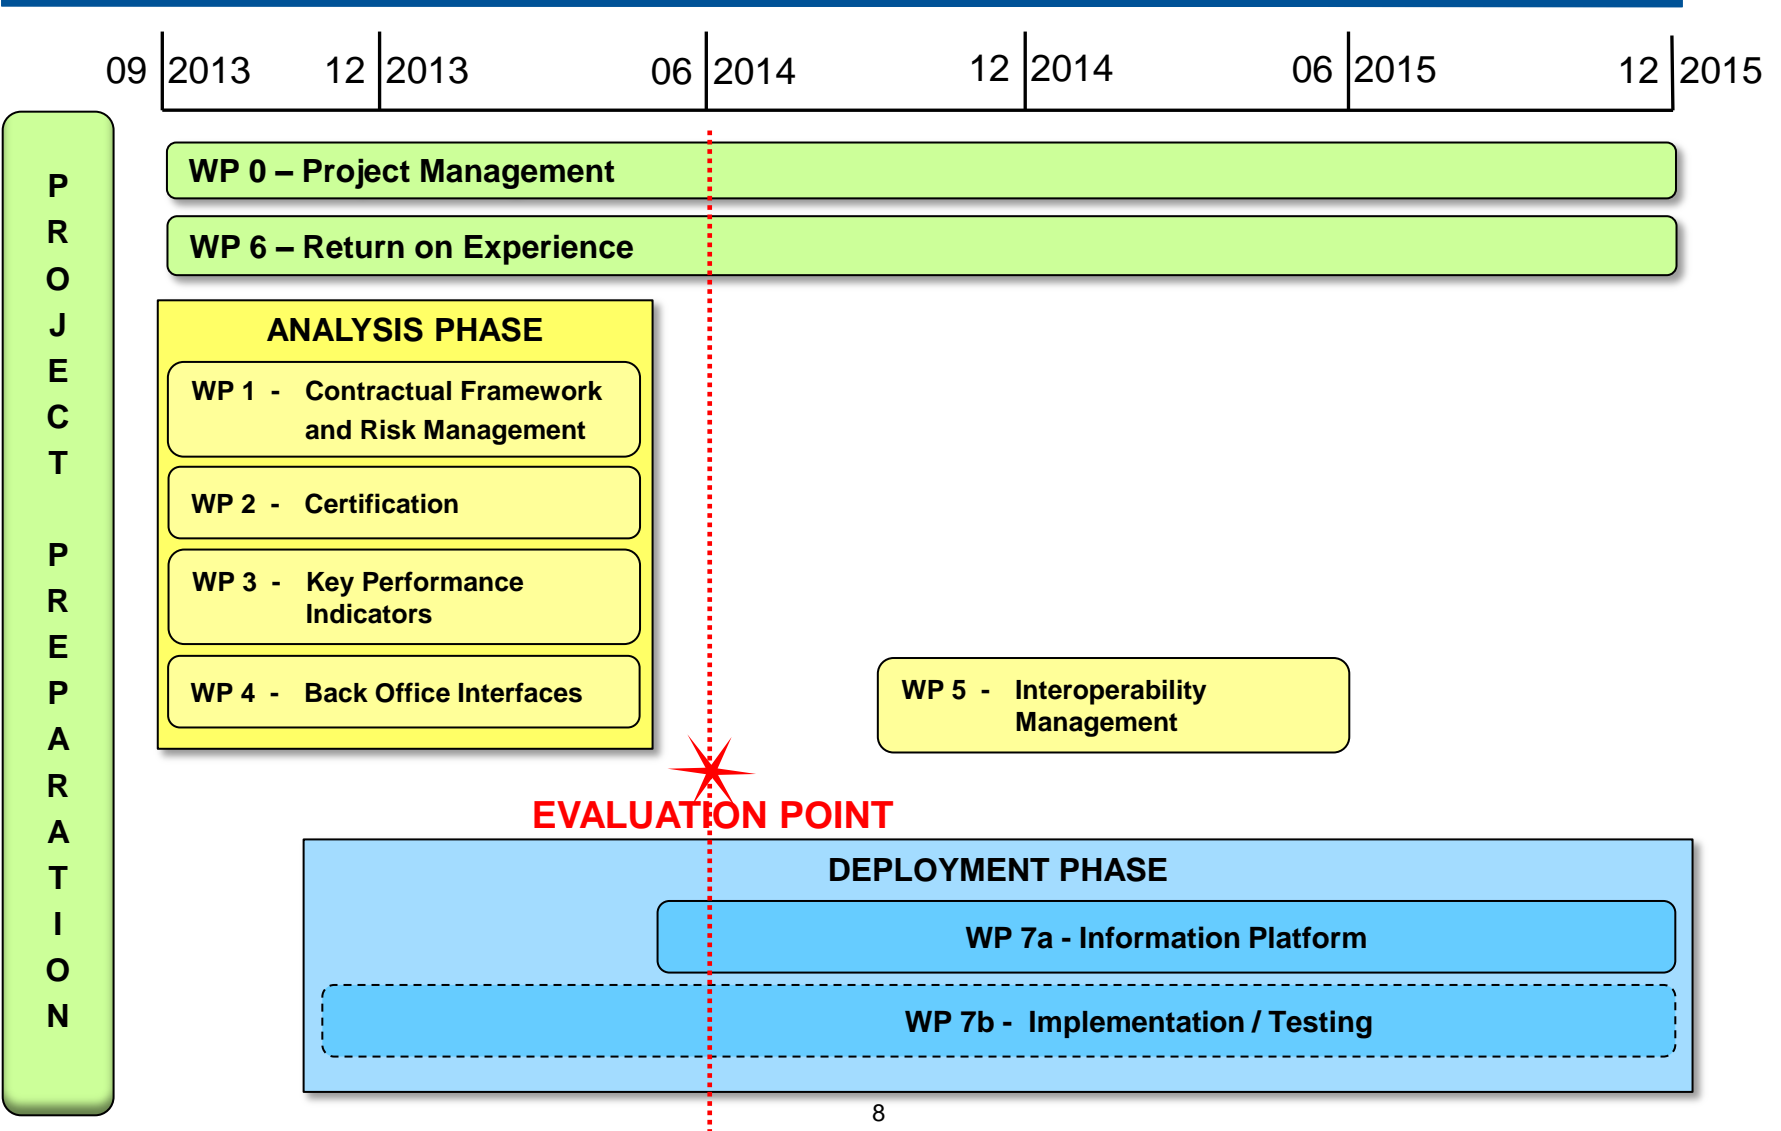 09 2013 12 2013 06 2014 12 2014 06 2015 12 2015
PROJECT PREPARATION
WP 0 – Project Management
WP 6 – Return on Experience
ANALYSIS PHASE
WP 1 - Contractual Framework
and Risk Management
WP 2 - Certification
WP 3 - Key Performance
Indicators
WP 4 - Back Office Interfaces
WP 5 - Interoperability
Management
EVALUATION POINT
DEPLOYMENT PHASE
WP 7a - Information Platform
WP 7b - Implementation / Testing
8